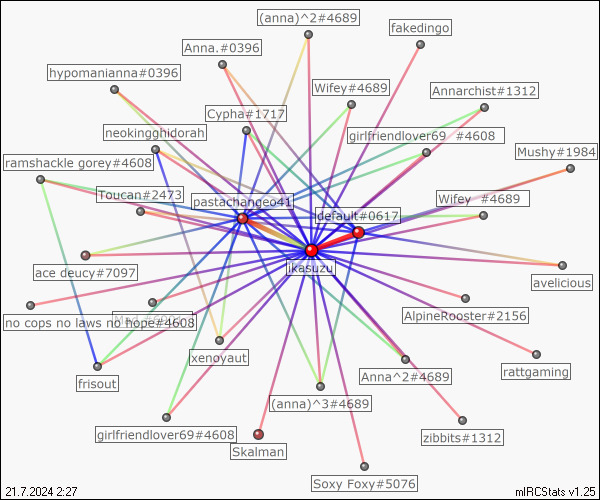 (anna)^2#4689
fakedingo
Anna.#0396
hypomanianna#0396
Wifey#4689
Annarchist#1312
Cypha#1717
neokingghidorah
girlfriendlover69 #4608
Mushy#1984
ramshackle gorey#4608
Toucan#2473
pastachangeo41
Wifey #4689
default#0617
ikasuzu
ace deucy#7097
avelicious
no cops no laws no hope#4608
AlpineRooster#2156
xenoyaut
rattgaming
frisout
Anna^2#4689
(anna)^3#4689
girlfriendlover69#4608
zibbits#1312
Skalman
Soxy Foxy#5076
21.7.2024 2:27
mIRCStats v1.25